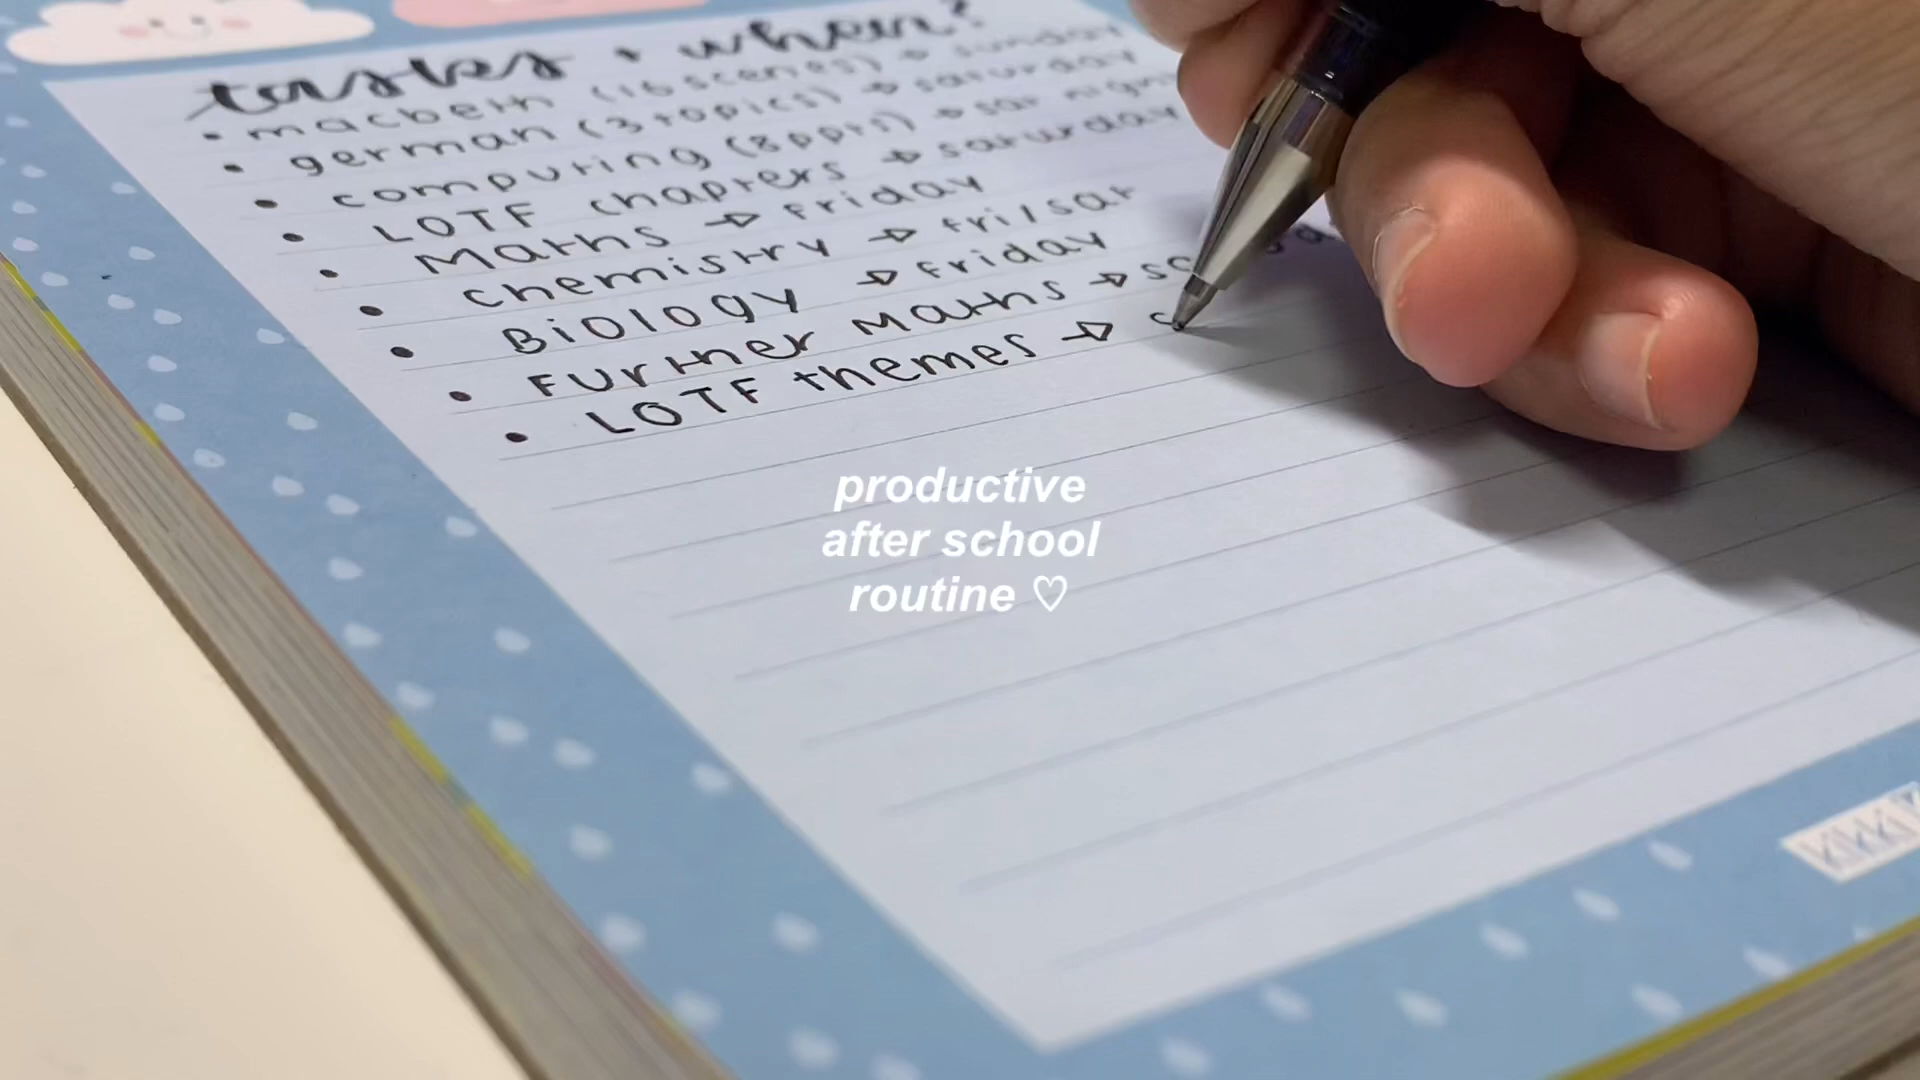 tasks + when?
• macbeth (16 scenes) → sunday
• german (3 topics) → saturday
• computing (8 ppts) → sat night
• LOTF chapters → saturday
• Maths → friday
• chemistry → fri/sat
• Biology → friday
• Further Maths →
• LOTF themes →
productive
after school
routine ♡
kikki